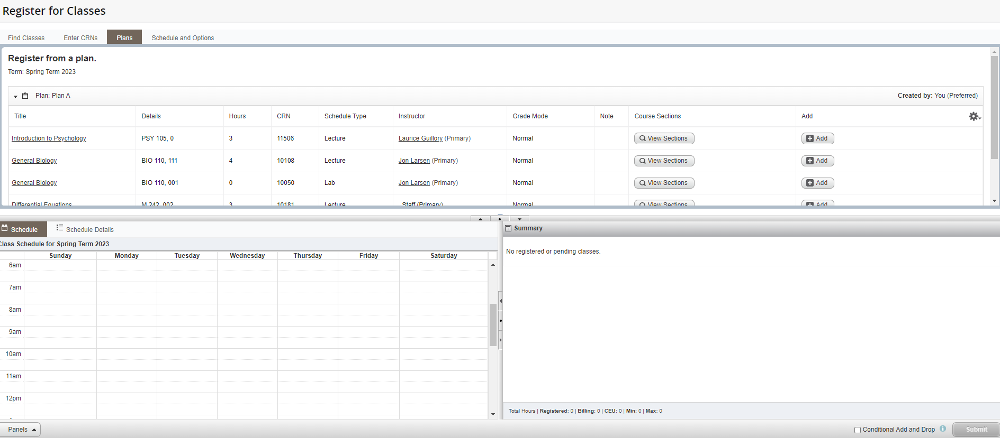 Register for Classes
Find Classes Enter CRNs Plans Schedule and Options
Register from a plan.
Term: Spring Term 2023
Plan: Plan A Created by: You (Preferred)
Title Details Hours CRN Schedule Type Instructor Grade Mode Note Course Sections Add
Introduction to Psychology PSY 105, 0 3 11506 Lecture Laurice Guillory (Primary) Normal View Sections Add
General Biology BIO 110, 111 4 10108 Lecture Jon Larsen (Primary) Normal View Sections Add
General Biology BIO 110, 001 0 10050 Lab Jon Larsen (Primary) Normal View Sections Add
Differential Equations M 242, 002 3 10181 Lecture Staff (Primary) Normal View Sections Add
Schedule Schedule Details Summary
Class Schedule for Spring Term 2023
No registered or pending classes.
Sunday Monday Tuesday Wednesday Thursday Friday Saturday
6am
7am
8am
9am
10am
11am
12pm
Total Hours | Registered: 0 | Billing: 0 | CEU: 0 | Min: 0 | Max: 0
Panels Conditional Add and Drop Submit